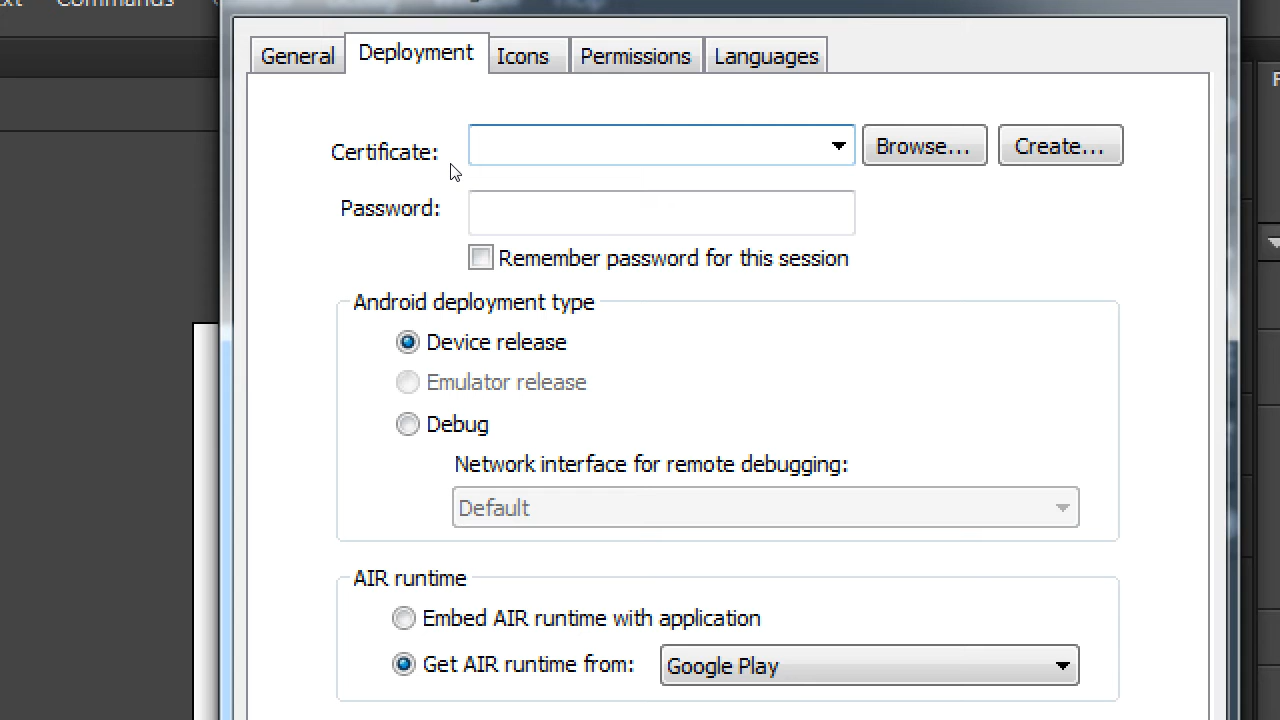 Commands
General Deployment Icons Permissions Languages
Certificate: Browse... Create...
Password:
Remember password for this session
Android deployment type
Device release
Emulator release
Debug
Network interface for remote debugging:
Default
AIR runtime
Embed AIR runtime with application
Get AIR runtime from: Google Play